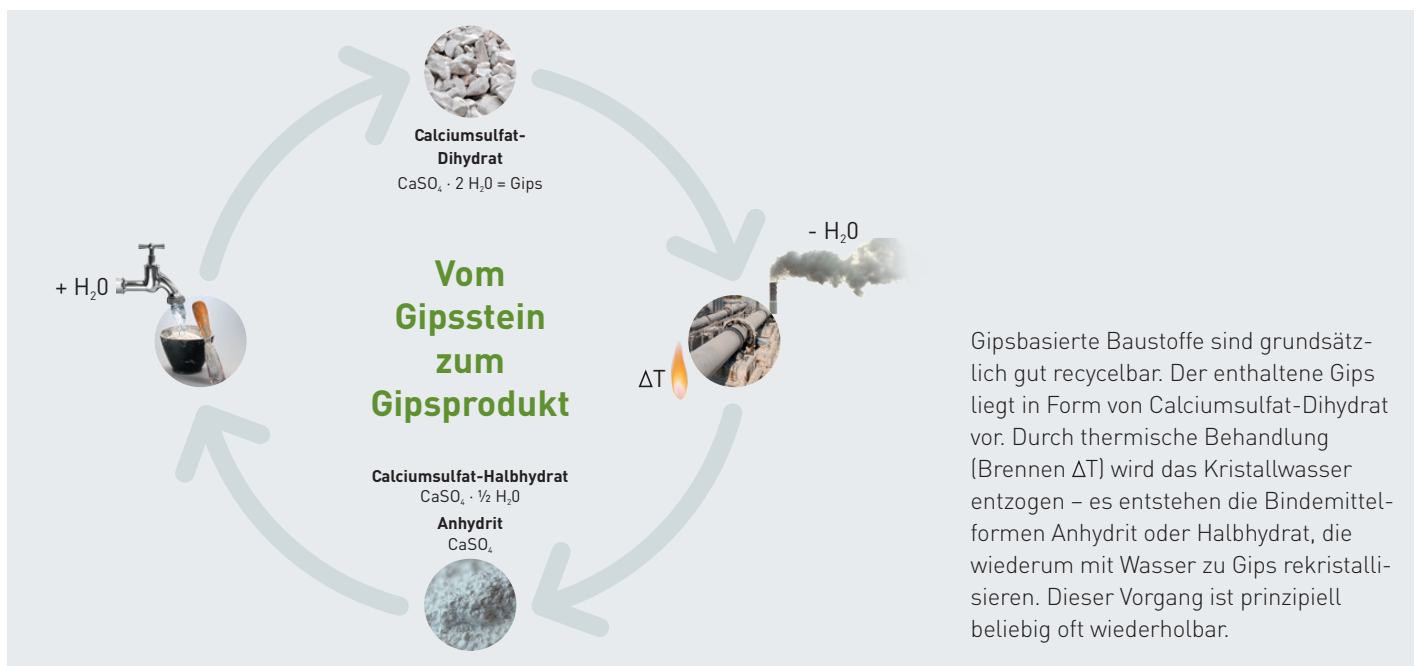 Calciumsulfat-
Dihydrat
CaSO₄ · 2 H₂0 = Gips
- H₂0
+ H₂0
Vom
Gipsstein
zum
Gipsprodukt
ΔT
Calciumsulfat-Halbhydrat
CaSO₄ · ½ H₂0
Anhydrit
CaSO₄
Gipsbasierte Baustoffe sind grundsätz-
lich gut recycelbar. Der enthaltene Gips
liegt in Form von Calciumsulfat-Dihydrat
vor. Durch thermische Behandlung
(Brennen ΔT) wird das Kristallwasser
entzogen – es entstehen die Bindemittel-
formen Anhydrit oder Halbhydrat, die
wiederum mit Wasser zu Gips rekristalli-
sieren. Dieser Vorgang ist prinzipiell
beliebig oft wiederholbar.